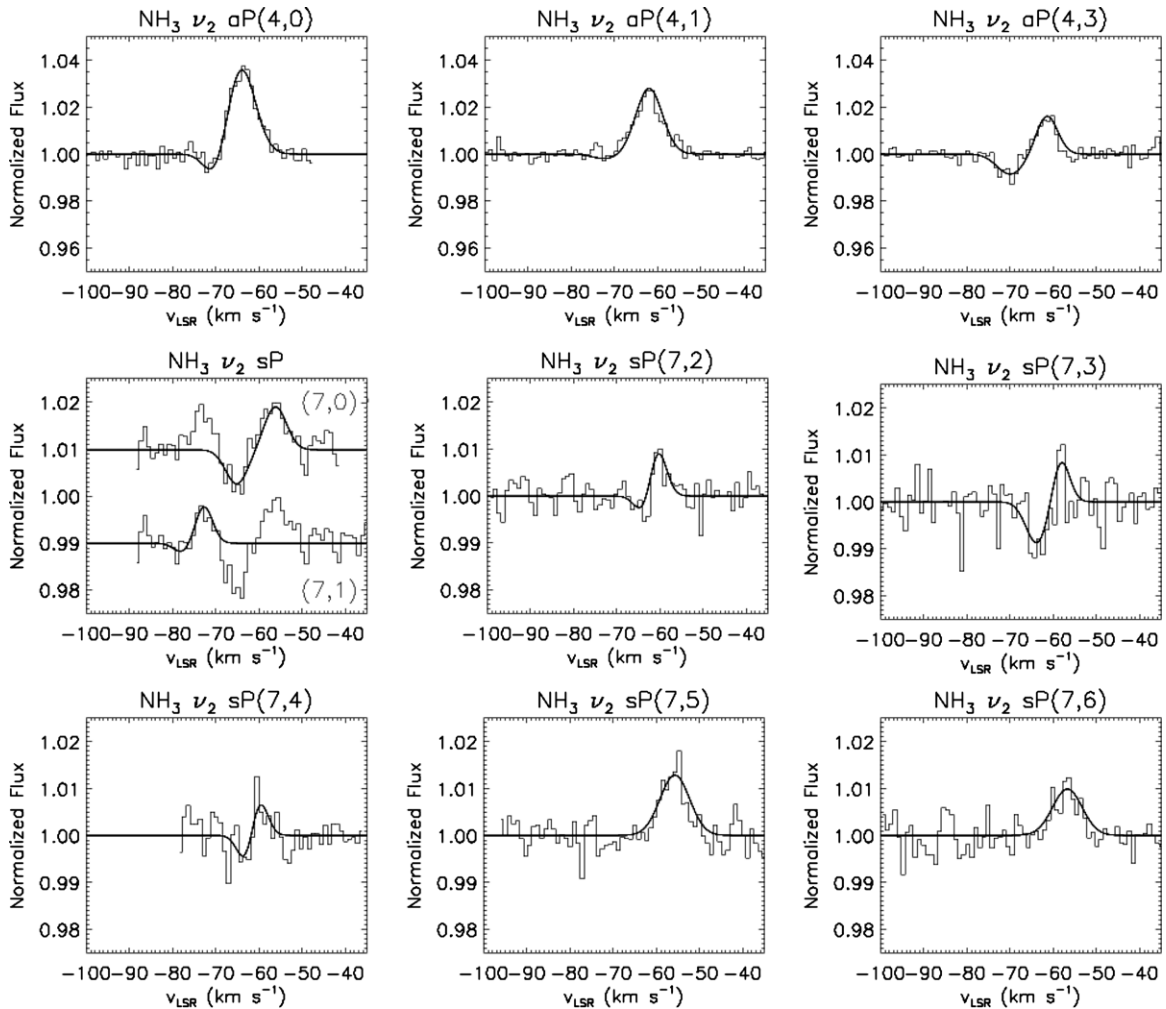 NH₃ ν₂ aP(4,0)
Normalized Flux
1.04
1.02
1.00
0.98
0.96
-100 -90 -80 -70 -60 -50 -40
v_LSR (km s⁻¹)
NH₃ ν₂ aP(4,1)
Normalized Flux
1.04
1.02
1.00
0.98
0.96
-100 -90 -80 -70 -60 -50 -40
v_LSR (km s⁻¹)
NH₃ ν₂ aP(4,3)
Normalized Flux
1.04
1.02
1.00
0.98
0.96
-100 -90 -80 -70 -60 -50 -40
v_LSR (km s⁻¹)
NH₃ ν₂ sP
Normalized Flux
1.02
1.01
1.00
0.99
0.98
(7,0)
(7,1)
-100 -90 -80 -70 -60 -50 -40
v_LSR (km s⁻¹)
NH₃ ν₂ sP(7,2)
Normalized Flux
1.02
1.01
1.00
0.99
0.98
-100 -90 -80 -70 -60 -50 -40
v_LSR (km s⁻¹)
NH₃ ν₂ sP(7,3)
Normalized Flux
1.02
1.01
1.00
0.99
0.98
-100 -90 -80 -70 -60 -50 -40
v_LSR (km s⁻¹)
NH₃ ν₂ sP(7,4)
Normalized Flux
1.02
1.01
1.00
0.99
0.98
-100 -90 -80 -70 -60 -50 -40
v_LSR (km s⁻¹)
NH₃ ν₂ sP(7,5)
Normalized Flux
1.02
1.01
1.00
0.99
0.98
-100 -90 -80 -70 -60 -50 -40
v_LSR (km s⁻¹)
NH₃ ν₂ sP(7,6)
Normalized Flux
1.02
1.01
1.00
0.99
0.98
-100 -90 -80 -70 -60 -50 -40
v_LSR (km s⁻¹)